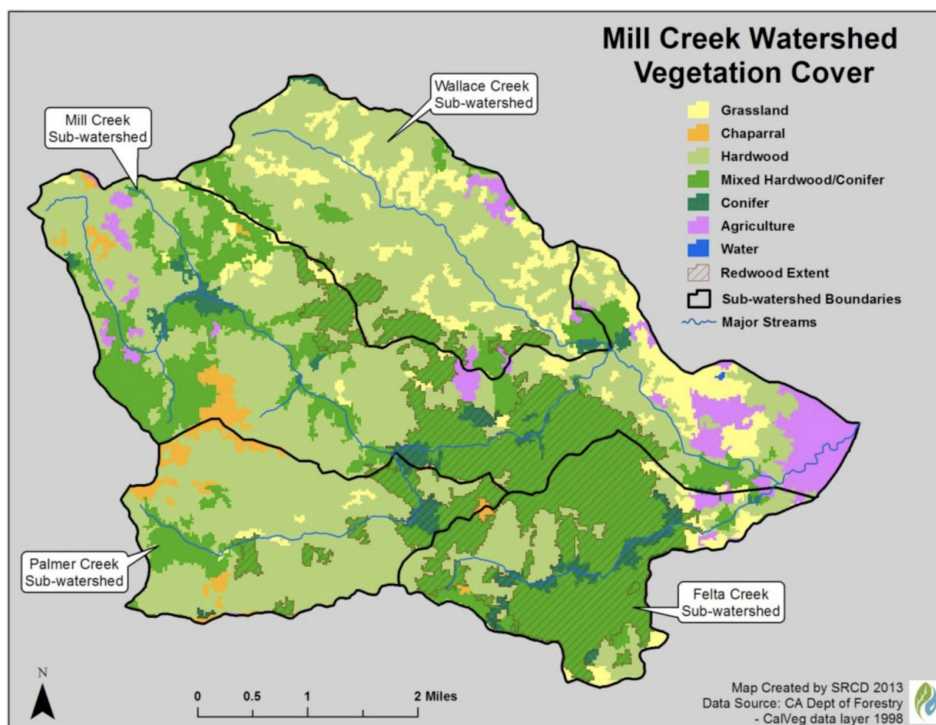 Mill Creek Watershed
Vegetation Cover
Wallace Creek
Sub-watershed
Mill Creek
Sub-watershed
Grassland
Chaparral
Hardwood
Mixed Hardwood/Conifer
Conifer
Agriculture
Water
Redwood Extent
Sub-watershed Boundaries
Major Streams
Palmer Creek
Sub-watershed
Felta Creek
Sub-watershed
N
0 0.5 1 2 Miles
Map Created by SRCD 2013
Data Source: CA Dept of Forestry
- CalVeg data layer 1998